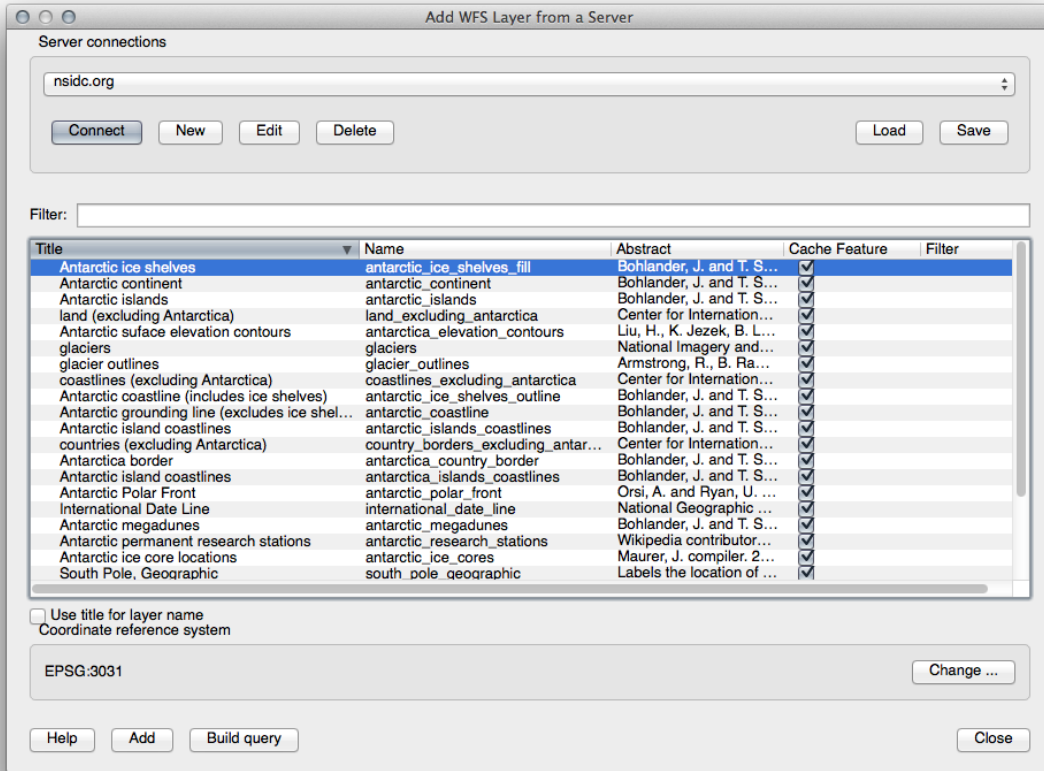 Add WFS Layer from a Server
Server connections
nsidc.org
Connect New Edit Delete Load Save
Filter:
Title Name Abstract Cache Feature Filter
Antarctic ice shelves antarctic_ice_shelves_fill Bohlander, J. and T. S...
Antarctic continent antarctic_continent Bohlander, J. and T. S...
Antarctic islands antarctic_islands Bohlander, J. and T. S...
land (excluding Antarctica) land_excluding_antarctica Center for Internation...
Antarctic suface elevation contours antarctica_elevation_contours Liu, H., K. Jezek, B. L...
glaciers glaciers National Imagery and...
glacier outlines glacier_outlines Armstrong, R., B. Ra...
coastlines (excluding Antarctica) coastlines_excluding_antarctica Center for Internation...
Antarctic coastline (includes ice shelves) antarctic_ice_shelves_outline Bohlander, J. and T. S...
Antarctic grounding line (excludes ice shel... antarctic_coastline Bohlander, J. and T. S...
Antarctic island coastlines antarctic_islands_coastlines Bohlander, J. and T. S...
countries (excluding Antarctica) country_borders_excluding_antar... Center for Internation...
Antarctica border antarctica_country_border Bohlander, J. and T. S...
Antarctic island coastlines antarctica_islands_coastlines Bohlander, J. and T. S...
Antarctic Polar Front antarctic_polar_front Orsi, A. and Ryan, U. ...
International Date Line international_date_line National Geographic ...
Antarctic megadunes antarctic_megadunes Bohlander, J. and T. S...
Antarctic permanent research stations antarctic_research_stations Wikipedia contributor...
Antarctic ice core locations antarctic_ice_cores Maurer, J. compiler. 2...
South Pole, Geographic south_pole_geographic Labels the location of ...
Use title for layer name
Coordinate reference system
EPSG:3031 Change ...
Help Add Build query Close